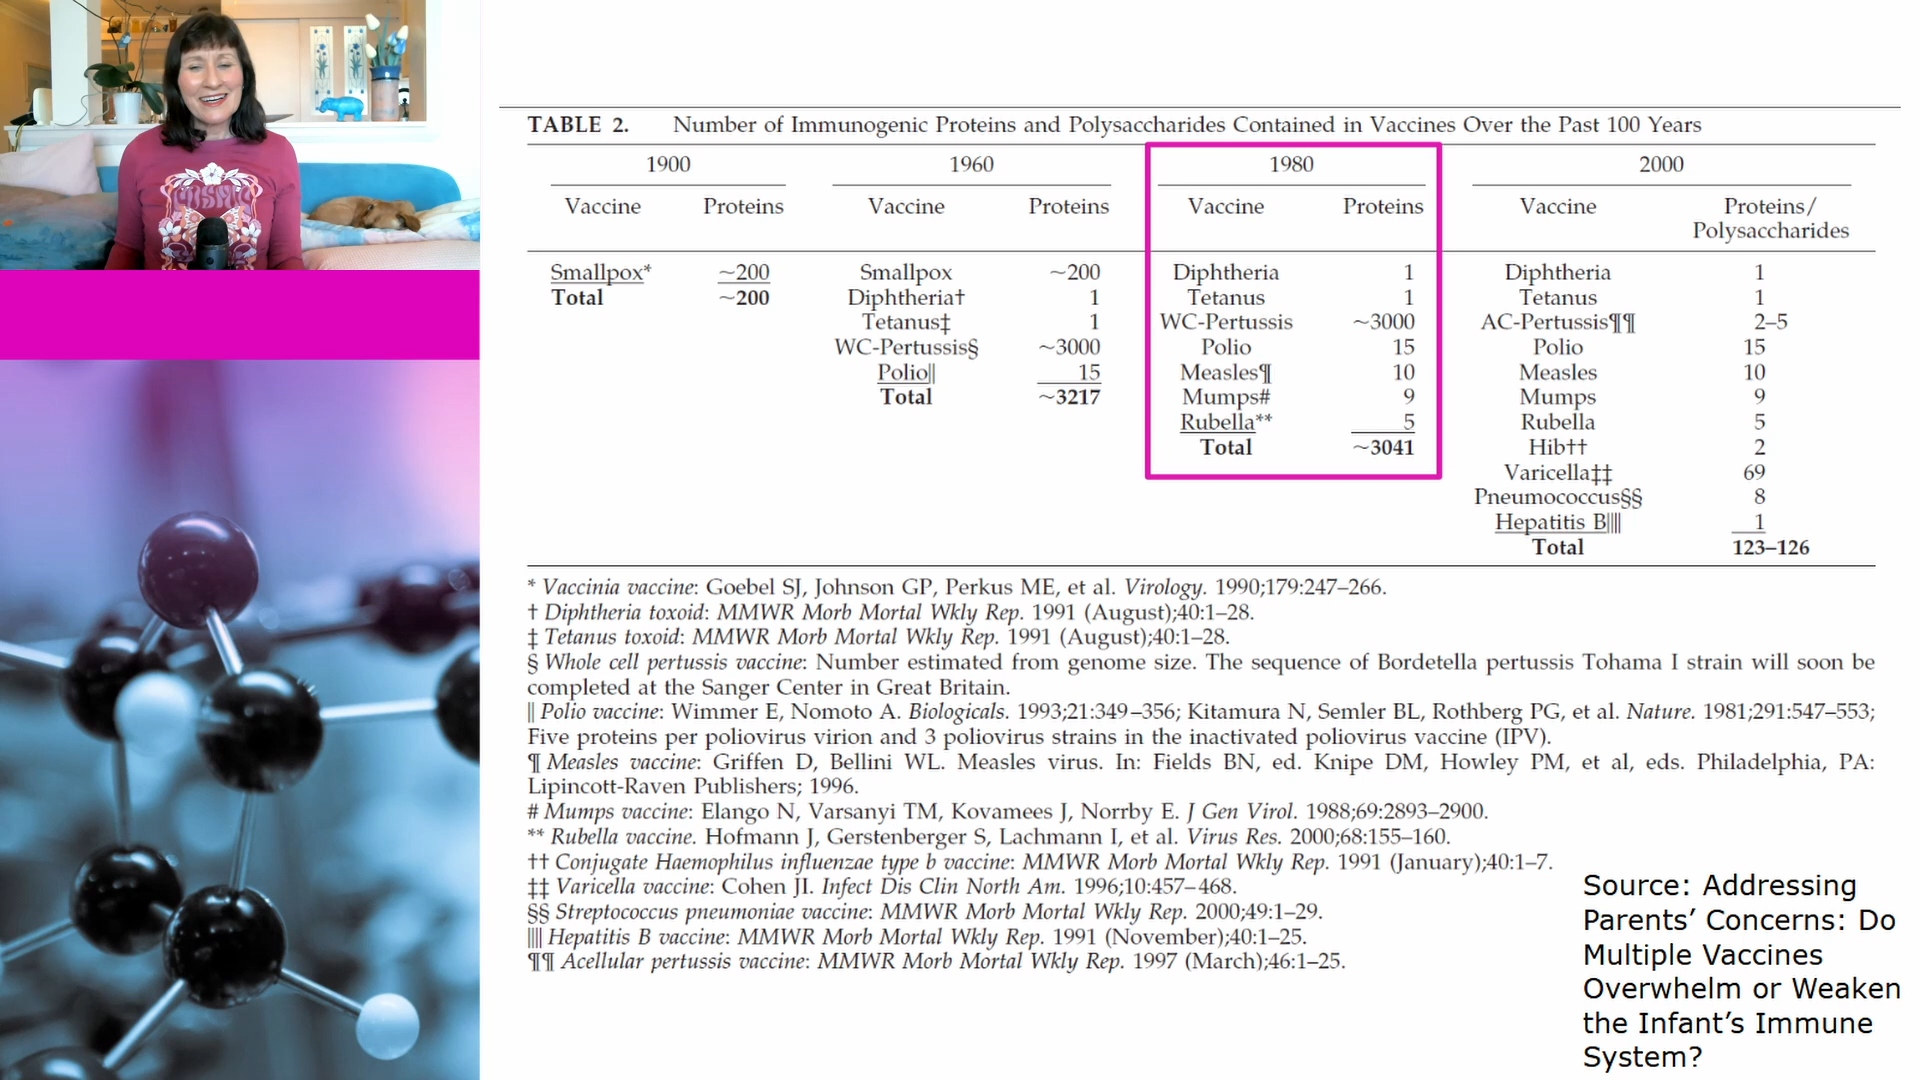 TABLE 2. Number of Immunogenic Proteins and Polysaccharides Contained in Vaccines Over the Past 100 Years
1900 1960 1980 2000
Vaccine Proteins Vaccine Proteins Vaccine Proteins Vaccine Proteins/
Polysaccharides
Smallpox* ~200 Smallpox ~200 Diphtheria 1 Diphtheria 1
Total ~200 Diphtheria† 1 Tetanus 1 Tetanus 1
Tetanus‡ 1 WC-Pertussis ~3000 AC-Pertussis¶¶ 2–5
WC-Pertussis§ ~3000 Polio 15 Polio 15
Polio‖ 15 Measles¶ 10 Measles 10
Total ~3217 Mumps# 9 Mumps 9
Rubella** 5 Rubella 5
Total ~3041 Hib†† 2
Varicella‡‡ 69
Pneumococcus§§ 8
Hepatitis B‖‖ 1
Total 123–126
* Vaccinia vaccine: Goebel SJ, Johnson GP, Perkus ME, et al. Virology. 1990;179:247–266.
† Diphtheria toxoid: MMWR Morb Mortal Wkly Rep. 1991 (August);40:1–28.
‡ Tetanus toxoid: MMWR Morb Mortal Wkly Rep. 1991 (August);40:1–28.
§ Whole cell pertussis vaccine: Number estimated from genome size. The sequence of Bordetella pertussis Tohama I strain will soon be
completed at the Sanger Center in Great Britain.
‖ Polio vaccine: Wimmer E, Nomoto A. Biologicals. 1993;21:349–356; Kitamura N, Semler BL, Rothberg PG, et al. Nature. 1981;291:547–553;
Five proteins per poliovirus virion and 3 poliovirus strains in the inactivated poliovirus vaccine (IPV).
¶ Measles vaccine: Griffen D, Bellini WL. Measles virus. In: Fields BN, ed. Knipe DM, Howley PM, et al, eds. Philadelphia, PA:
Lipincott-Raven Publishers; 1996.
# Mumps vaccine: Elango N, Varsanyi TM, Kovamees J, Norrby E. J Gen Virol. 1988;69:2893–2900.
** Rubella vaccine. Hofmann J, Gerstenberger S, Lachmann I, et al. Virus Res. 2000;68:155–160.
†† Conjugate Haemophilus influenzae type b vaccine: MMWR Morb Mortal Wkly Rep. 1991 (January);40:1–7.
‡‡ Varicella vaccine: Cohen JI. Infect Dis Clin North Am. 1996;10:457–468.
§§ Streptococcus pneumoniae vaccine: MMWR Morb Mortal Wkly Rep. 2000;49:1–29.
‖‖ Hepatitis B vaccine: MMWR Morb Mortal Wkly Rep. 1991 (November);40:1–25.
¶¶ Acellular pertussis vaccine: MMWR Morb Mortal Wkly Rep. 1997 (March);46:1–25.
Source: Addressing
Parents’ Concerns: Do
Multiple Vaccines
Overwhelm or Weaken
the Infant’s Immune
System?